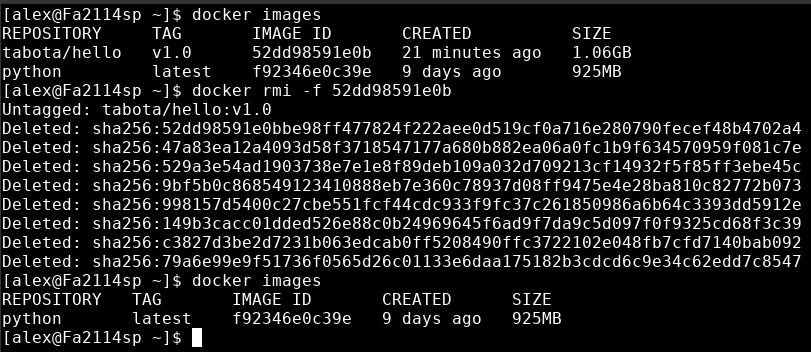 [alex@Fa2114sp ~]$ docker images
REPOSITORY TAG IMAGE ID CREATED SIZE
tabota/hello v1.0 52dd98591e0b 21 minutes ago 1.06GB
python latest f92346e0c39e 9 days ago 925MB
[alex@Fa2114sp ~]$ docker rmi -f 52dd98591e0b
Untagged: tabota/hello:v1.0
Deleted: sha256:52dd98591e0bbe98ff477824f222aee0d519cf0a716e280790fecef48b4702a4
Deleted: sha256:47a83ea12a4093d58f3718547177a680b882ea06a0fc1b9f634570959f081c7e
Deleted: sha256:529a3e54ad1903738e7e1e8f89deb109a032d709213cf14932f5f85ff3ebe45c
Deleted: sha256:9bf5b0c868549123410888eb7e360c78937d08ff9475e4e28ba810c82772b073
Deleted: sha256:998157d5400c27cbe551fcf44cdc933f9fc37c261850986a6b64c3393dd5912e
Deleted: sha256:149b3cacc01dded526e88c0b24969645f6ad9f7da9c5d097f0f9325cd68f3c39
Deleted: sha256:c3827d3be2d7231b063edcab0ff5208490ffc3722102e048fb7cfd7140bab092
Deleted: sha256:79a6e99e9f51736f0565d26c01133e6daa175182b3cdcd6c9e34c62edd7c8547
[alex@Fa2114sp ~]$ docker images
REPOSITORY TAG IMAGE ID CREATED SIZE
python latest f92346e0c39e 9 days ago 925MB
[alex@Fa2114sp ~]$